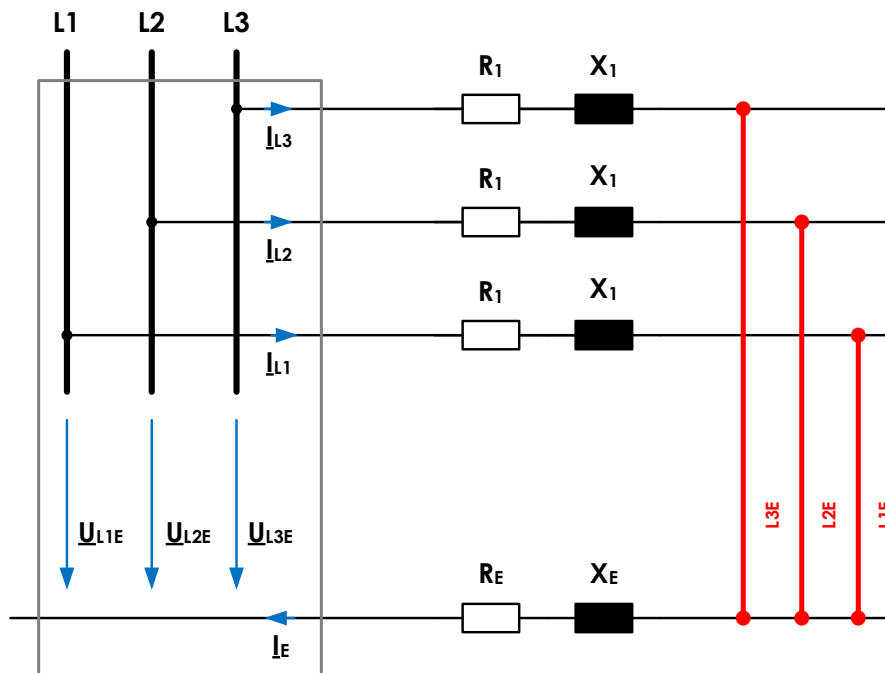 L1 L2 L3
R1 X1
IL3
R1 X1
IL2
R1 X1
IL1
UL1E UL2E UL3E
L3E L2E L1E
RE XE
IE